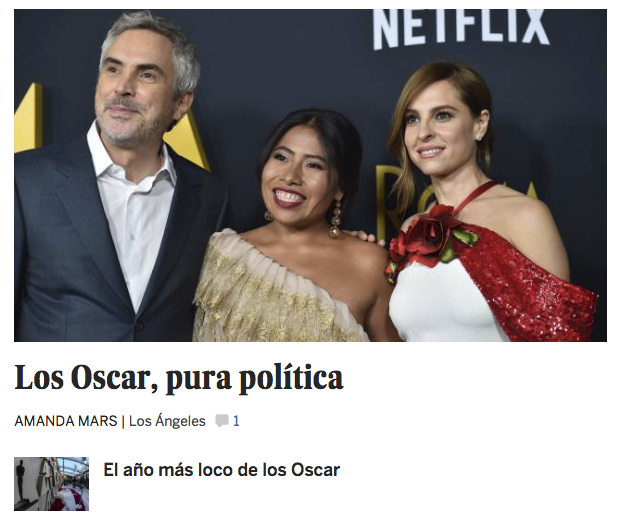 NETFLIX
Los Oscar, pura política
AMANDA MARS | Los Ángeles 1
El año más loco de los Oscar